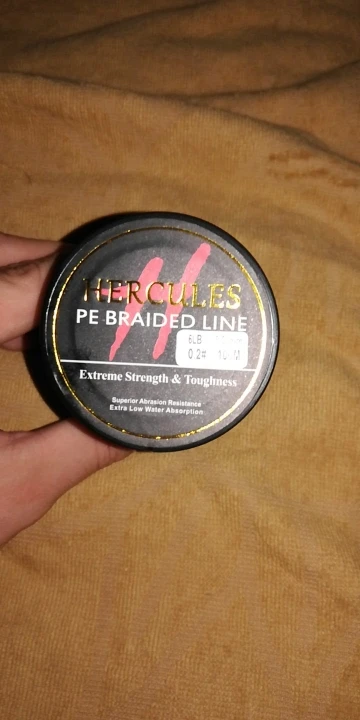 HERCULES
PE BRAIDED LINE
6LB
0.2#
Extreme Strength & Toughness
Superior Abrasion Resistance
Extra Low Water Absorption